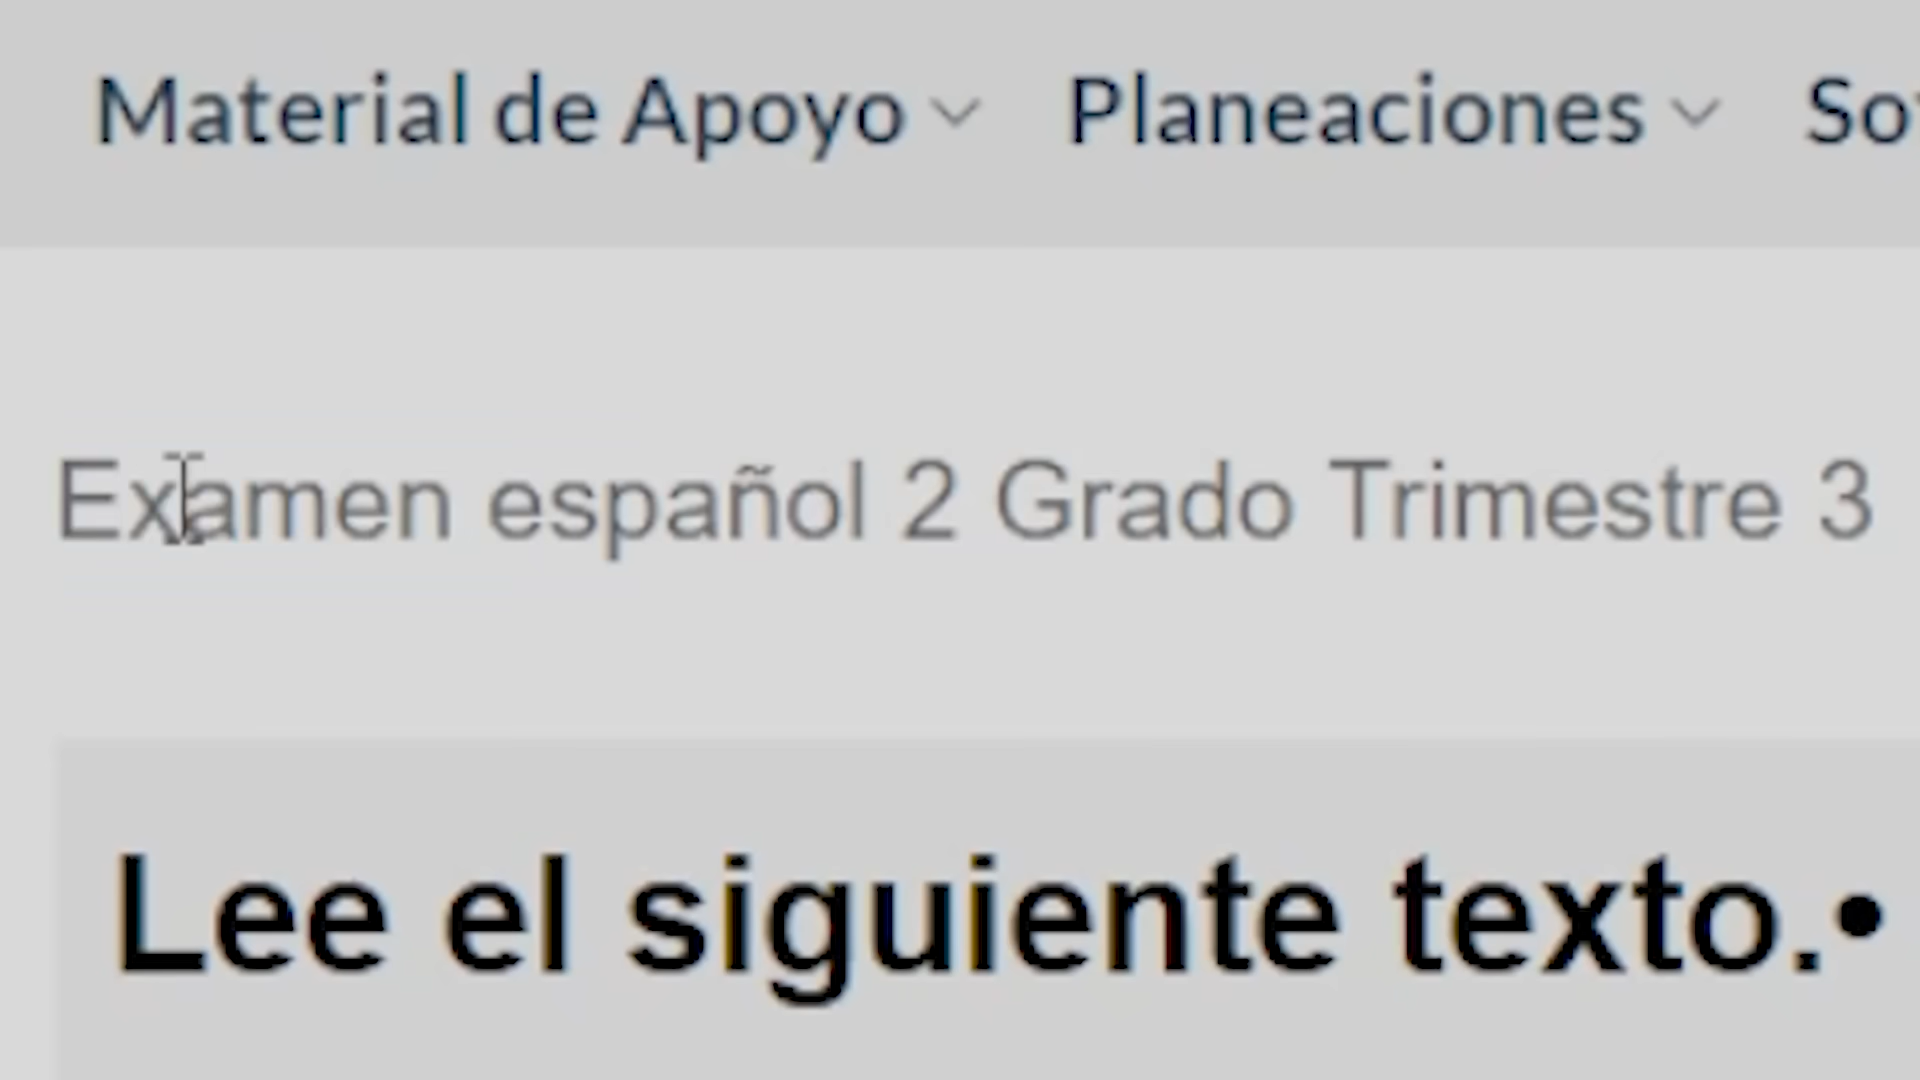 Material de Apoyo Planeaciones
Examen español 2 Grado Trimestre 3
Lee el siguiente texto.•